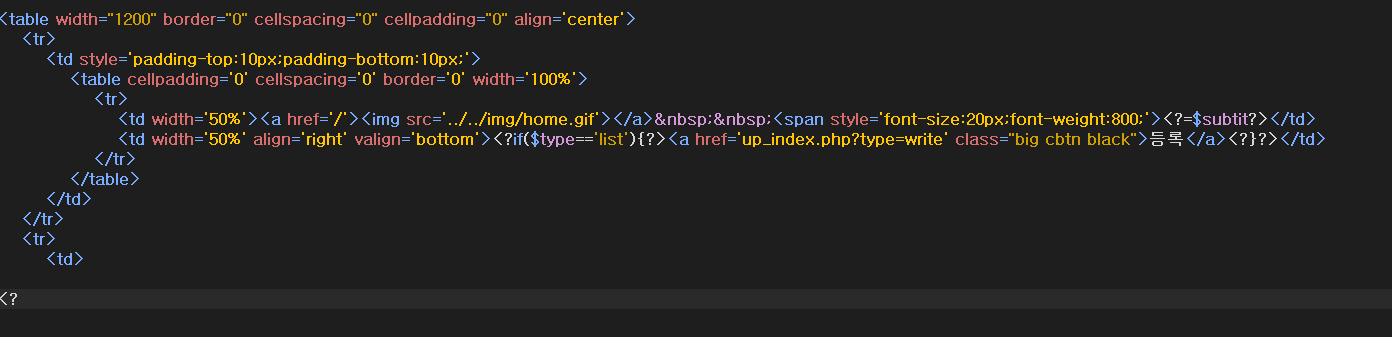 <table width="1200" border="0" cellspacing="0" cellpadding="0" align='center'>
<tr>
<td style='padding-top:10px;padding-bottom:10px;'>
<table cellpadding='0' cellspacing='0' border='0' width='100%'>
<tr>
<td width='50%'><a href='/'><img src='../../img/home.gif'></a>&nbsp;&nbsp;<span style='font-size:20px;font-weight:800;'><?=$subtit?></td>
<td width='50%' align='right' valign='bottom'><?if($type=='list'){?><a href='up_index.php?type=write' class="big cbtn black">등록</a><?}?></td>
</tr>
</table>
</td>
</tr>
<tr>
<td>
<?